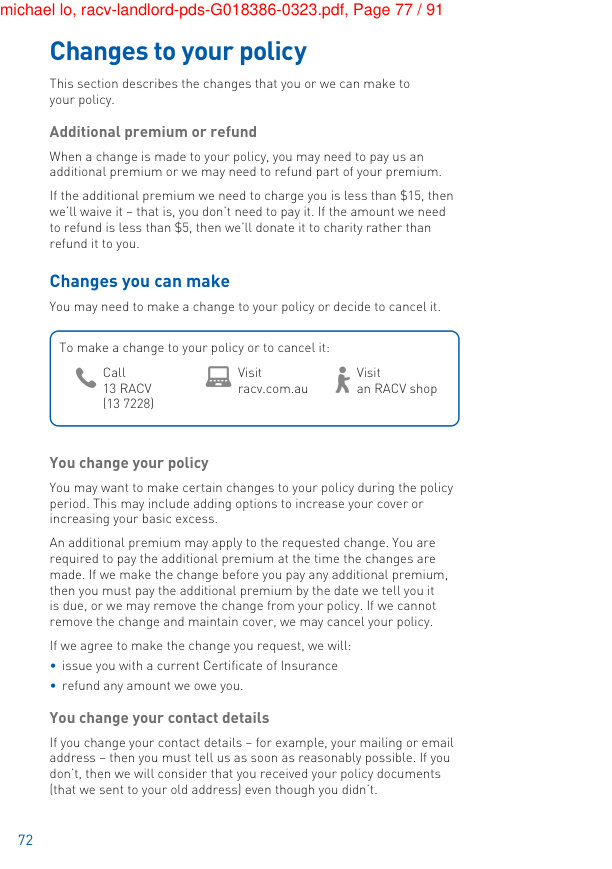 michael lo, racv-landlord-pds-G018386-0323.pdf, Page 77 / 91
Changes to your policy
This section describes the changes that you or we can make to
your policy.
Additional premium or refund
When a change is made to your policy, you may need to pay us an
additional premium or we may need to refund part of your premium.
If the additional premium we need to charge you is less than $15, then
we'll waive it – that is, you don't need to pay it. If the amount we need
to refund is less than $5, then we'll donate it to charity rather than
refund it to you.
Changes you can make
You may need to make a change to your policy or decide to cancel it.
To make a change to your policy or to cancel it:
Call
13 RACV
(13 7228)
Visit
racv.com.au
Visit
an RACV shop
You change your policy
You may want to make certain changes to your policy during the policy
period. This may include adding options to increase your cover or
increasing your basic excess.
An additional premium may apply to the requested change. You are
required to pay the additional premium at the time the changes are
made. If we make the change before you pay any additional premium,
then you must pay the additional premium by the date we tell you it
is due, or we may remove the change from your policy. If we cannot
remove the change and maintain cover, we may cancel your policy.
If we agree to make the change you request, we will:
• issue you with a current Certificate of Insurance
• refund any amount we owe you.
You change your contact details
If you change your contact details – for example, your mailing or email
address – then you must tell us as soon as reasonably possible. If you
don't, then we will consider that you received your policy documents
(that we sent to your old address) even though you didn't.
72